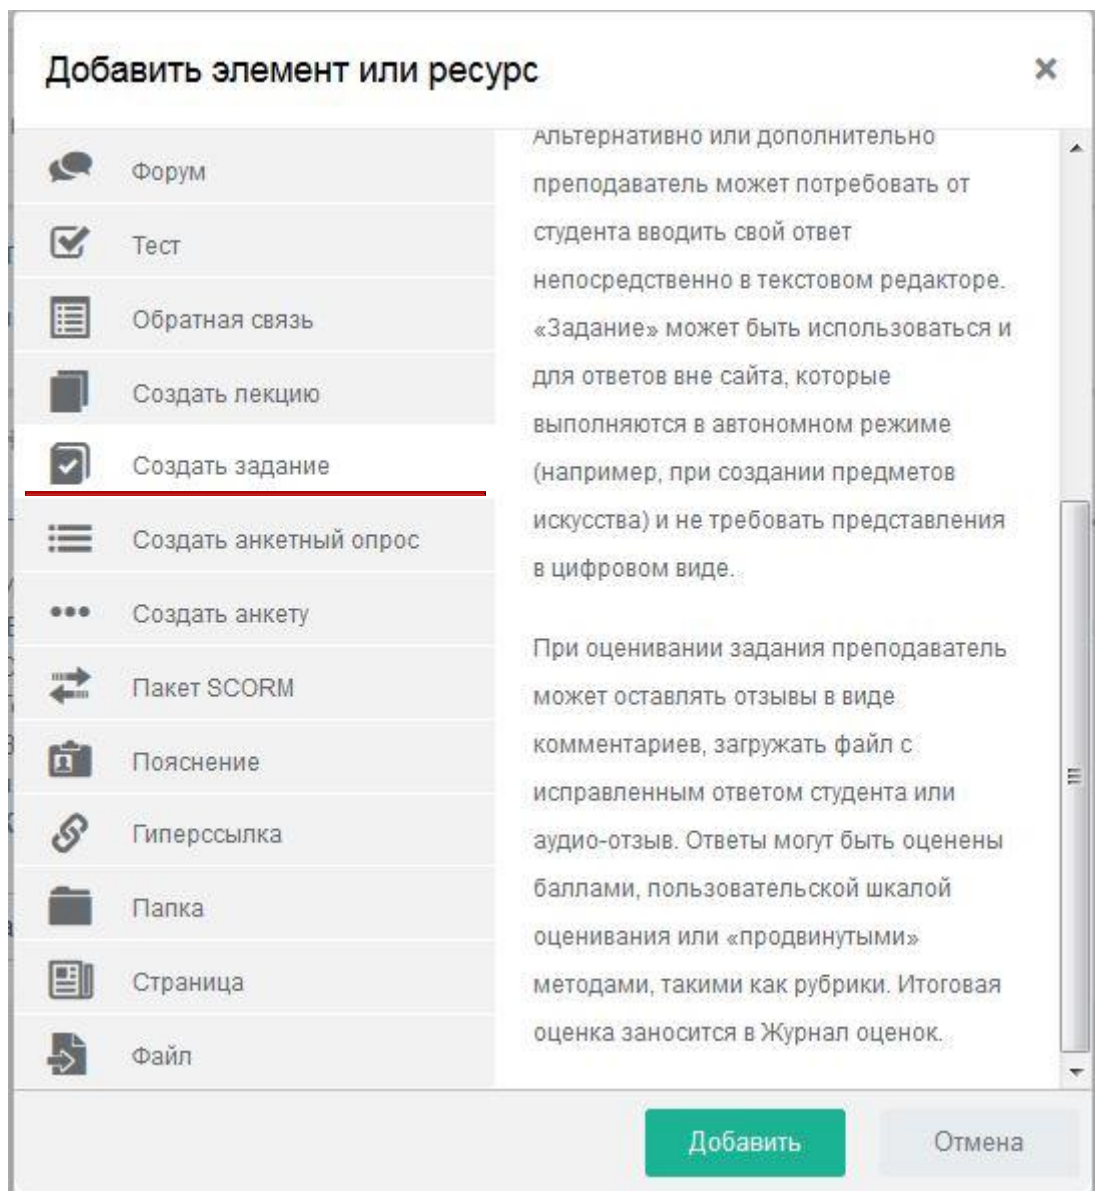 Добавить элемент или ресурс
Форум
Тест
Обратная связь
Создать лекцию
Создать задание
Создать анкетный опрос
Создать анкету
Пакет SCORM
Пояснение
Гиперссылка
Папка
Страница
Файл
Альтернативно или дополнительно
преподаватель может потребовать от
студента вводить свой ответ
непосредственно в текстовом редакторе.
«Задание» может быть использоваться и
для ответов вне сайта, которые
выполняются в автономном режиме
(например, при создании предметов
искусства) и не требовать представления
в цифровом виде.
При оценивании задания преподаватель
может оставлять отзывы в виде
комментариев, загружать файл с
исправленным ответом студента или
аудио-отзыв. Ответы могут быть оценены
баллами, пользовательской шкалой
оценивания или «продвинутыми»
методами, такими как рубрики. Итоговая
оценка заносится в Журнал оценок.
Добавить
Отмена